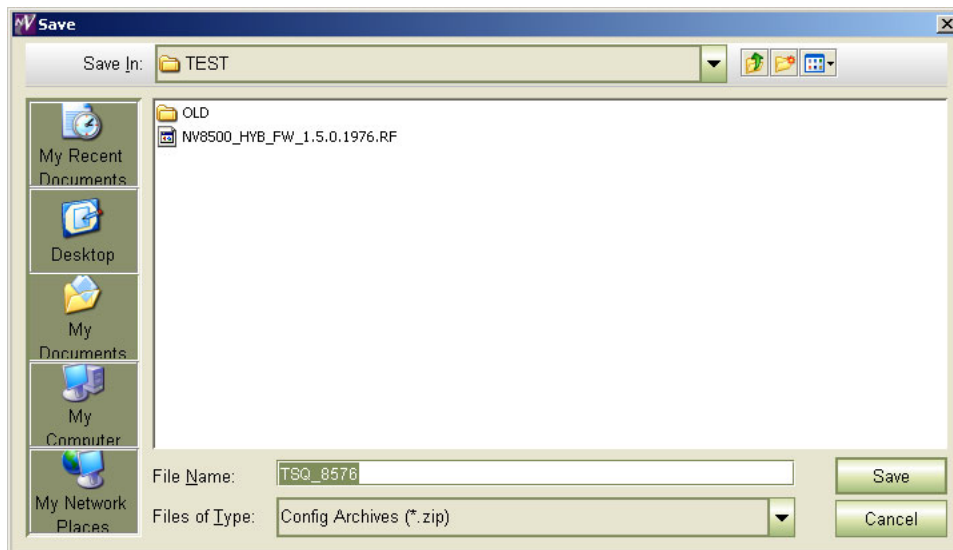 Save
Save In:
TEST
OLD
NV8500_HYB_FW_1.5.0.1976.RF
My Recent
Documents
Desktop
My
Documents
My
Computer
My Network
Places
File Name:
TSQ_8576
Save
Files of Type:
Config Archives (*.zip)
Cancel